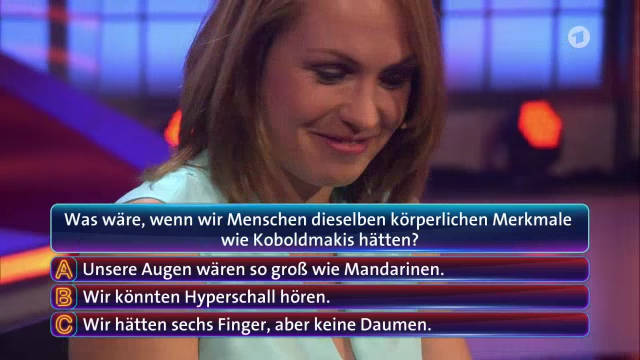 Was wäre, wenn wir Menschen dieselben körperlichen Merkmale
wie Koboldmakis hätten?
A Unsere Augen wären so groß wie Mandarinen.
B Wir könnten Hyperschall hören.
C Wir hätten sechs Finger, aber keine Daumen.